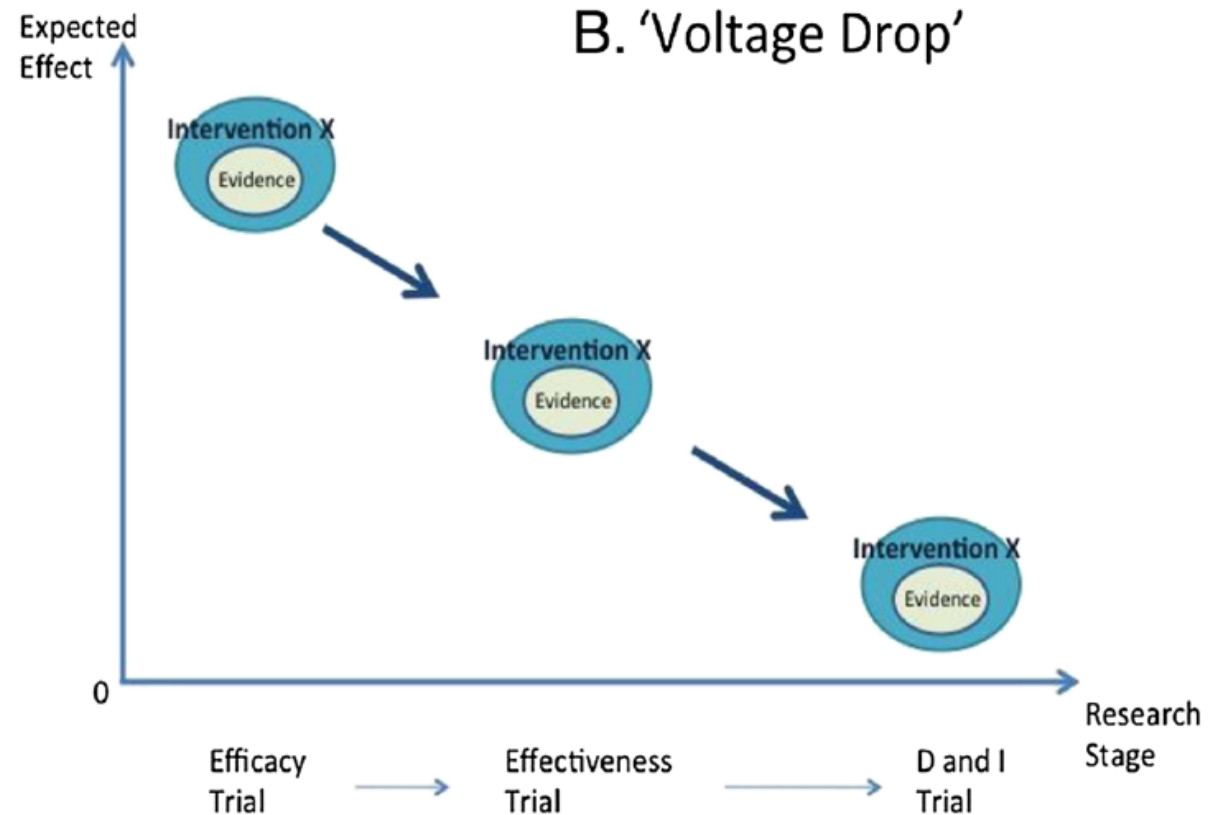 B. ‘Voltage Drop’
Expected
Effect
Intervention X
Evidence
Intervention X
Evidence
Intervention X
Evidence
0
Research
Stage
Efficacy
Trial
Effectiveness
Trial
D and I
Trial